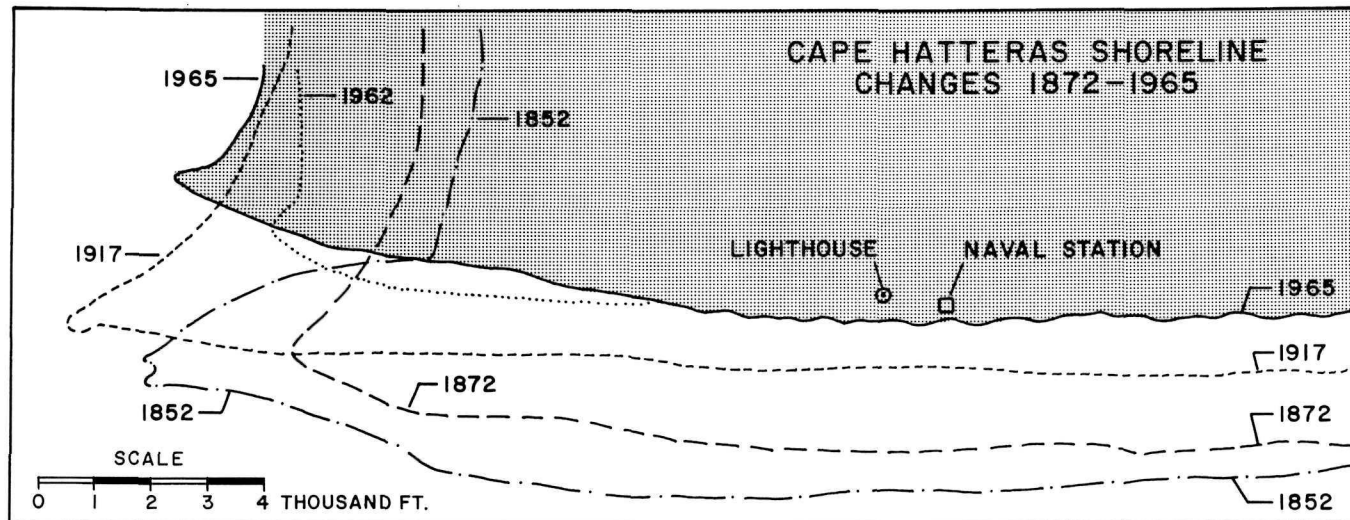 CAPE HATTERAS SHORELINE
CHANGES 1872-1965
1965
1962
1852
1917
LIGHTHOUSE
NAVAL STATION
1965
1917
1872
1852
1872
1852
SCALE
0 1 2 3 4 THOUSAND FT.